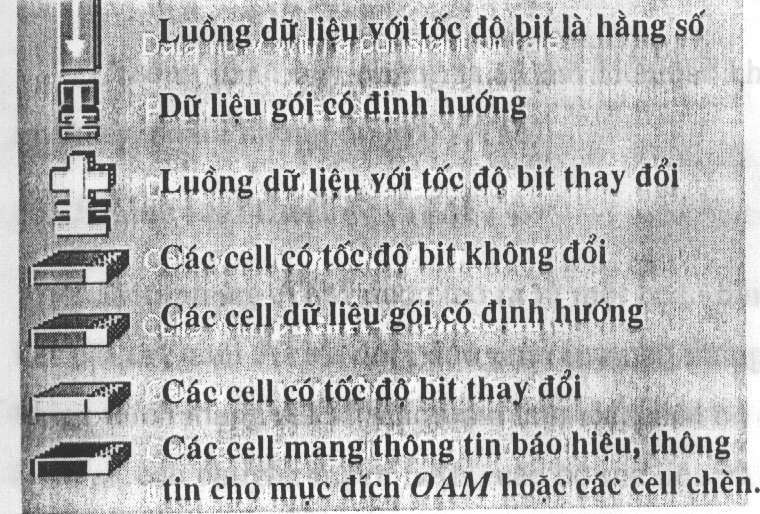 Luồng dữ liệu với tốc độ bit là hằng số
Dữ liệu gói có định hướng
Luồng dữ liệu với tốc độ bit thay đổi
Các cell có tốc độ bit không đổi
Các cell dữ liệu gói có định hướng
Các cell có tốc độ bit thay đổi
Các cell mang thông tin báo hiệu, thông
tin cho mục đích OAM hoặc các cell chèn.